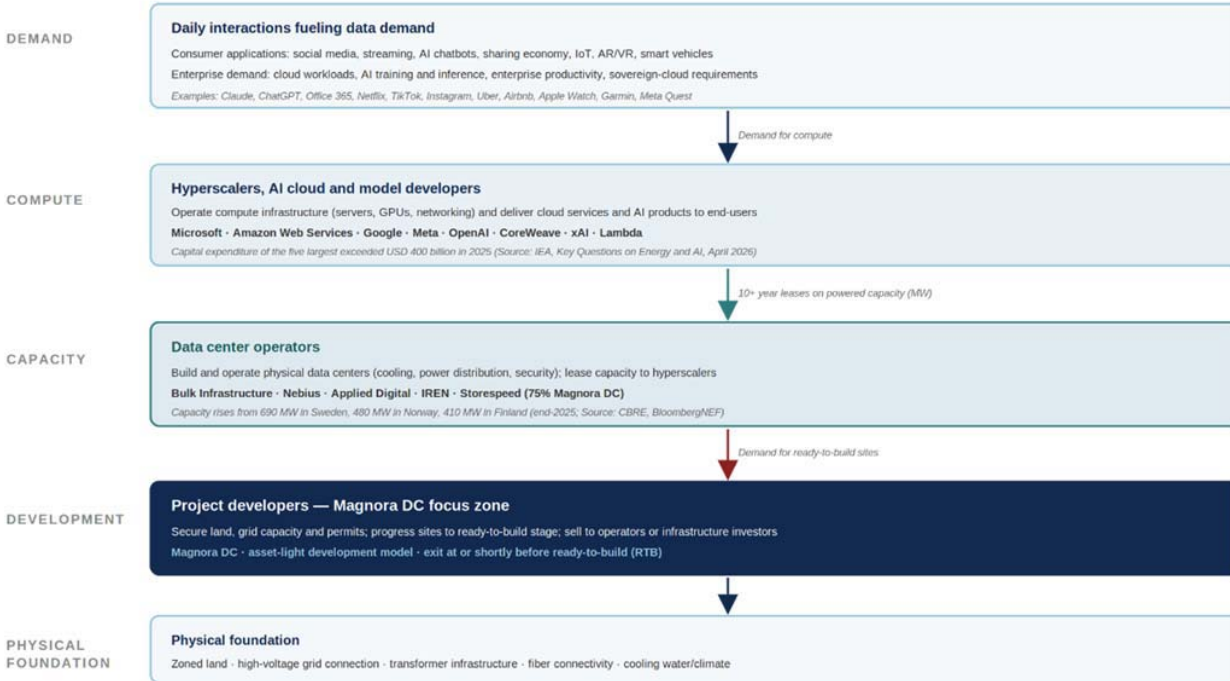 DEMAND
Daily interactions fueling data demand
Consumer applications: social media, streaming, AI chatbots, sharing economy, IoT, AR/VR, smart vehicles
Enterprise demand: cloud workloads, AI training and inference, enterprise productivity, sovereign-cloud requirements
Examples: Claude, ChatGPT, Office 365, Netflix, TikTok, Instagram, Uber, Airbnb, Apple Watch, Garmin, Meta Quest
Demand for compute
COMPUTE
Hyperscalers, AI cloud and model developers
Operate compute infrastructure (servers, GPUs, networking) and deliver cloud services and AI products to end-users
Microsoft · Amazon Web Services · Google · Meta · OpenAI · CoreWeave · xAI · Lambda
Capital expenditure of the five largest exceeded USD 400 billion in 2025 (Source: IEA, Key Questions on Energy and AI, April 2026)
10+ year leases on powered capacity (MW)
CAPACITY
Data center operators
Build and operate physical data centers (cooling, power distribution, security); lease capacity to hyperscalers
Bulk Infrastructure · Nebius · Applied Digital · IREN · Storespeed (75% Magnora DC)
Capacity rises from 690 MW in Sweden, 480 MW in Norway, 410 MW in Finland (end-2025; Source: CBRE, BloombergNEF)
Demand for ready-to-build sites
DEVELOPMENT
Project developers — Magnora DC focus zone
Secure land, grid capacity and permits; progress sites to ready-to-build stage; sell to operators or infrastructure investors
Magnora DC · asset-light development model · exit at or shortly before ready-to-build (RTB)
PHYSICAL
FOUNDATION
Physical foundation
Zoned land · high-voltage grid connection · transformer infrastructure · fiber connectivity · cooling water/climate